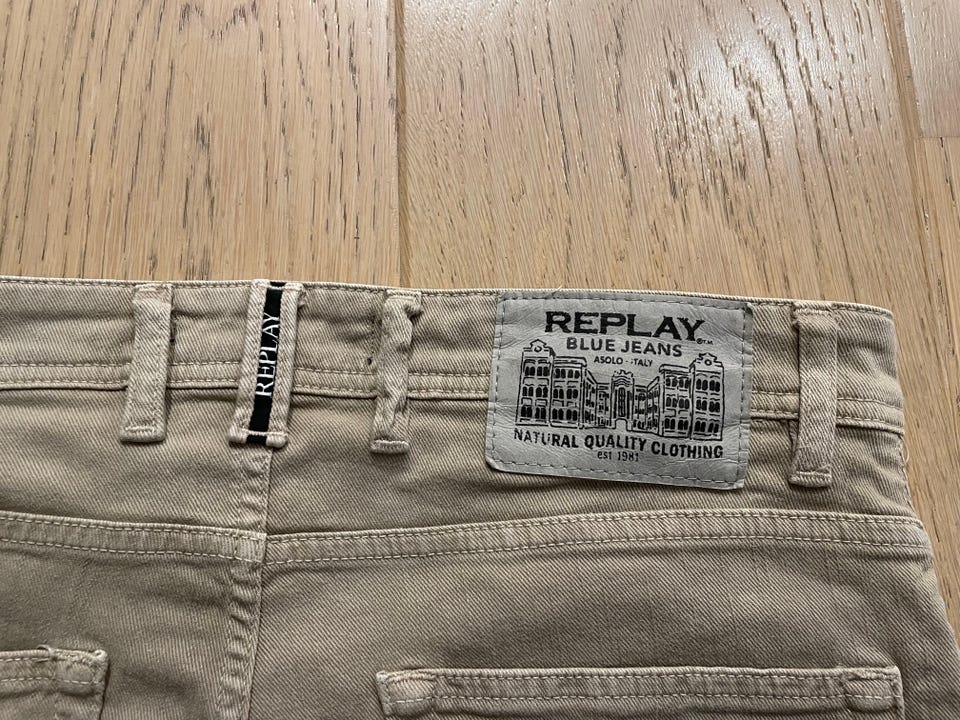 REPLAY
REPLAY ®T.M.
BLUE JEANS
ASOLO - ITALY
NATURAL QUALITY CLOTHING
est 1981